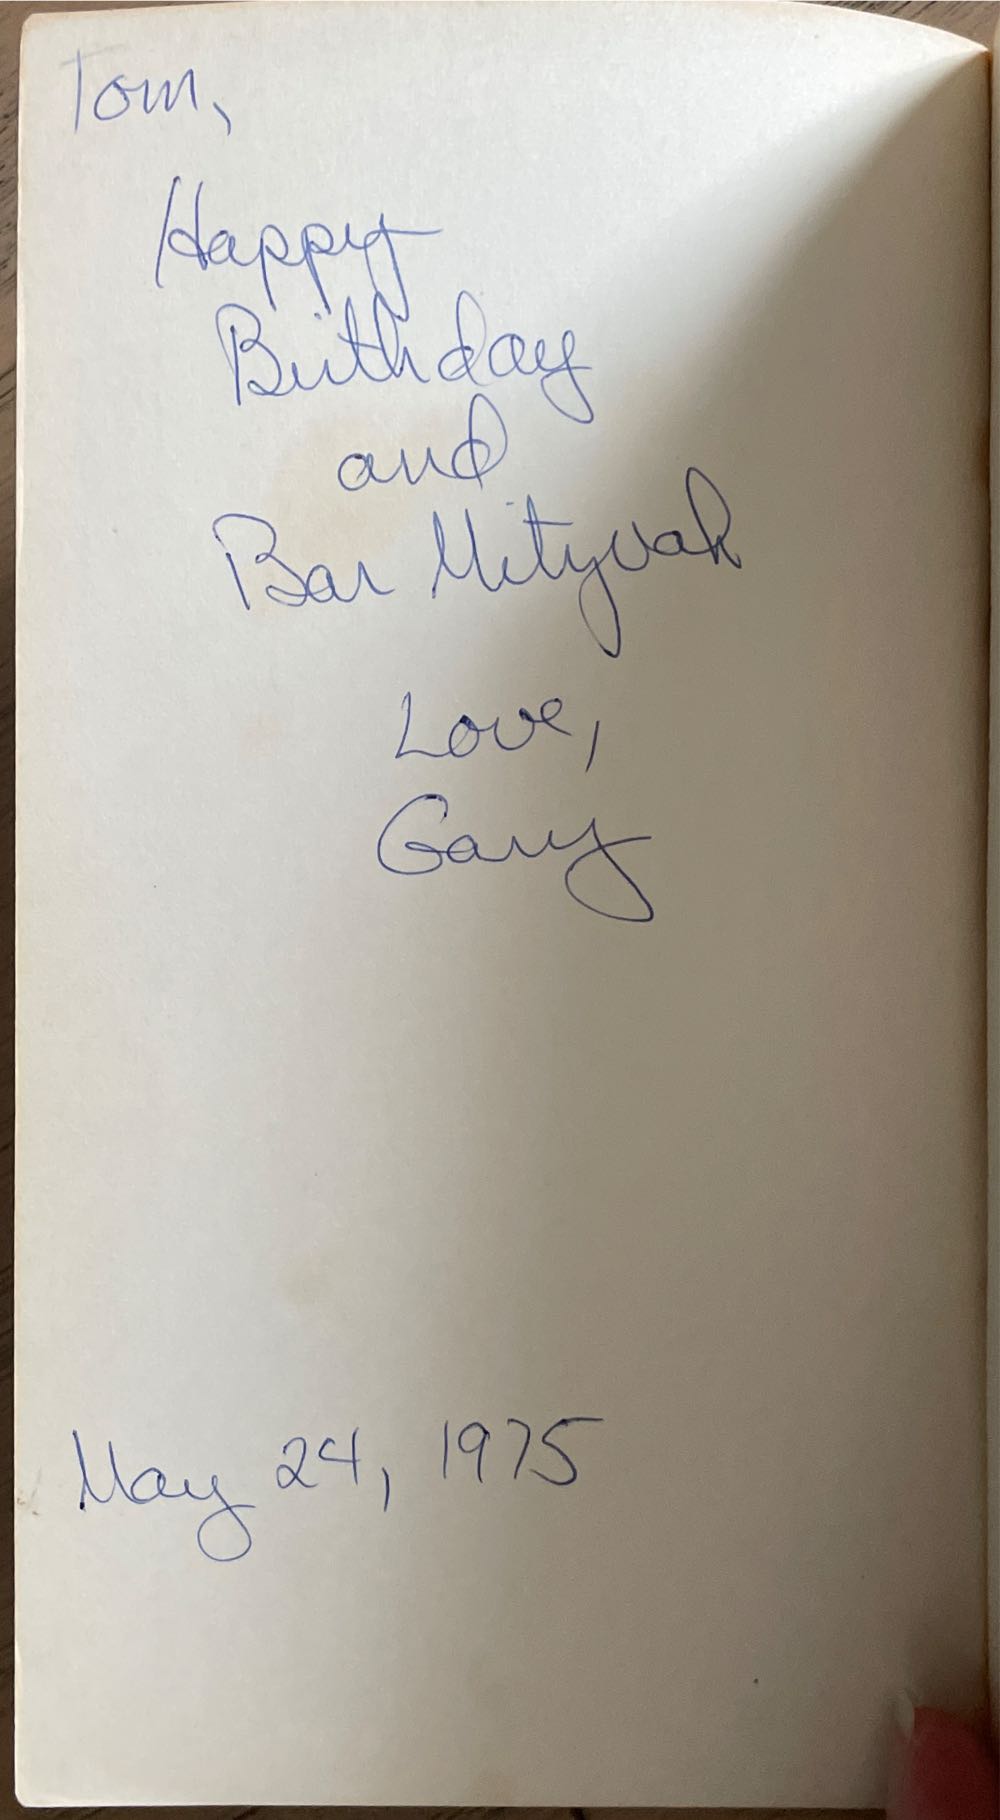 Tom,
Happy
Birthday
and
Bar Mitzvah
Love,
Gary
May 24, 1975